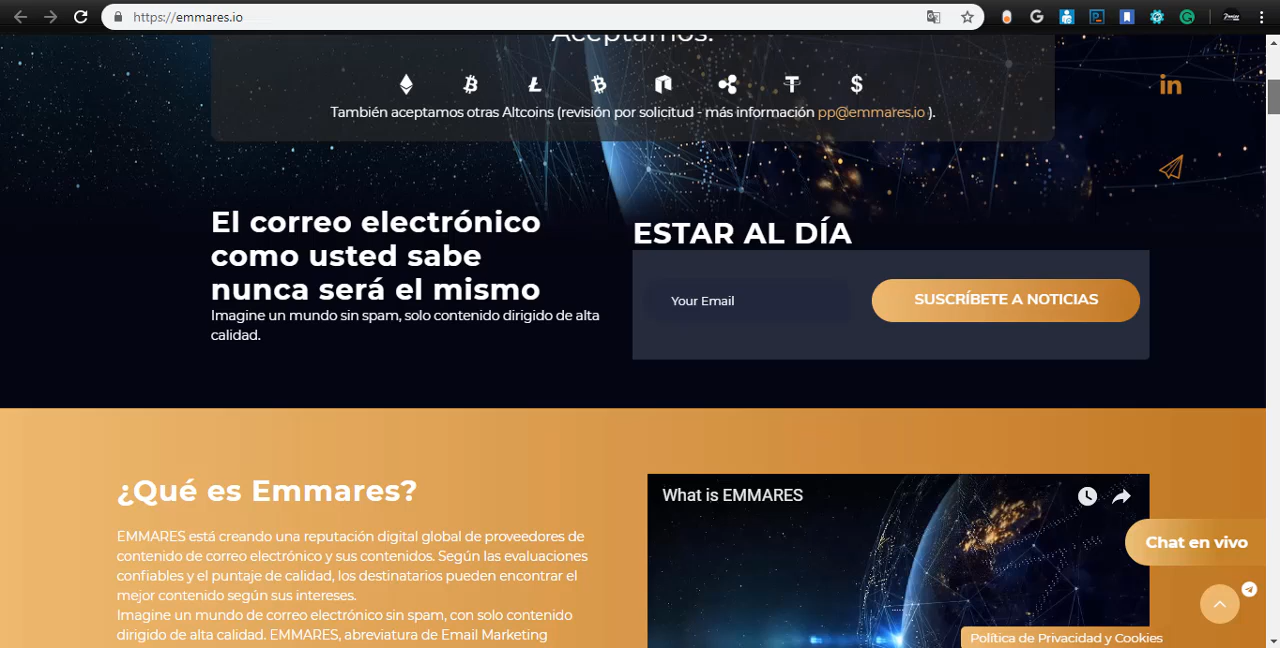 https://emmares.io
Aceptamos:
También aceptamos otras Altcoins (revisión por solicitud - más información pp@emmares.io ).
El correo electrónico
como usted sabe
nunca será el mismo
Imagine un mundo sin spam, solo contenido dirigido de alta
calidad.
ESTAR AL DÍA
Your Email
SUSCRÍBETE A NOTICIAS
¿Qué es Emmares?
EMMARES está creando una reputación digital global de proveedores de
contenido de correo electrónico y sus contenidos. Según las evaluaciones
confiables y el puntaje de calidad, los destinatarios pueden encontrar el
mejor contenido según sus intereses.
Imagine un mundo de correo electrónico sin spam, con solo contenido
dirigido de alta calidad. EMMARES, abreviatura de Email Marketing
What is EMMARES
Chat en vivo
Política de Privacidad y Cookies